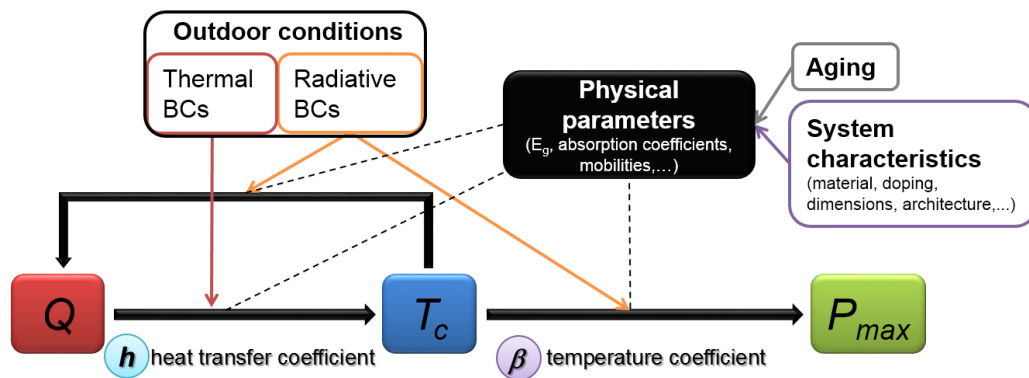 Outdoor conditions
Thermal
BCs
Radiative
BCs
Physical
parameters
(Eg, absorption coefficients,
mobilities,...)
Aging
System
characteristics
(material, doping,
dimensions, architecture,...)
Q
Tc
Pmax
h heat transfer coefficient
β temperature coefficient